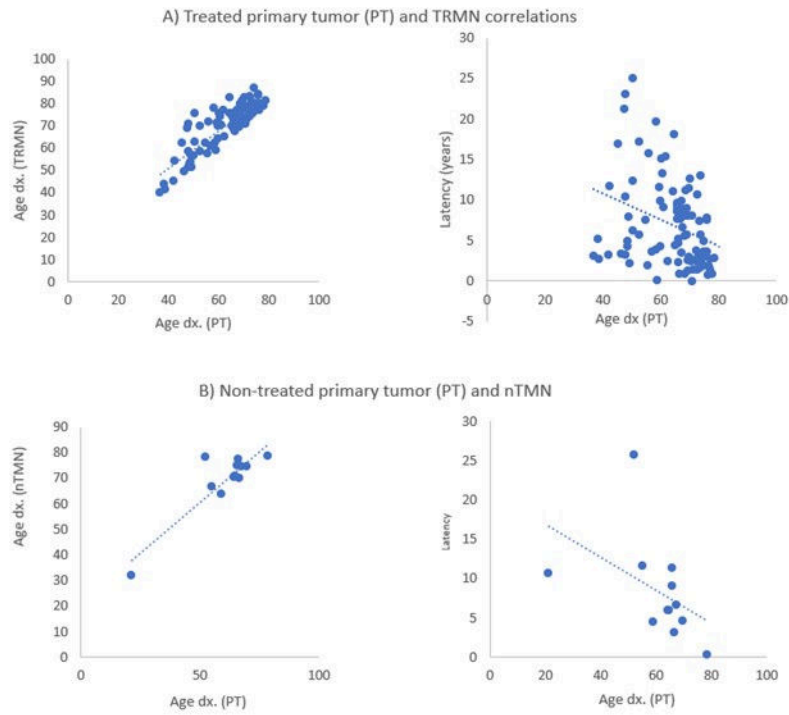 A) Treated primary tumor (PT) and TRMN correlations
Age dx. (TRMN)
100
90
80
70
60
50
40
30
20
10
0
0 20 40 60 80 100
Age dx. (PT)
Latency (years)
30
25
20
15
10
5
0
-5
0 20 40 60 80 100
Age dx (PT)
B) Non-treated primary tumor (PT) and nTMN
Age dx. (nTMN)
90
80
70
60
50
40
30
20
10
0
0 50 100
Age dx. (PT)
Latency
30
25
20
15
10
5
0
0 20 40 60 80 100
Age dx. (PT)